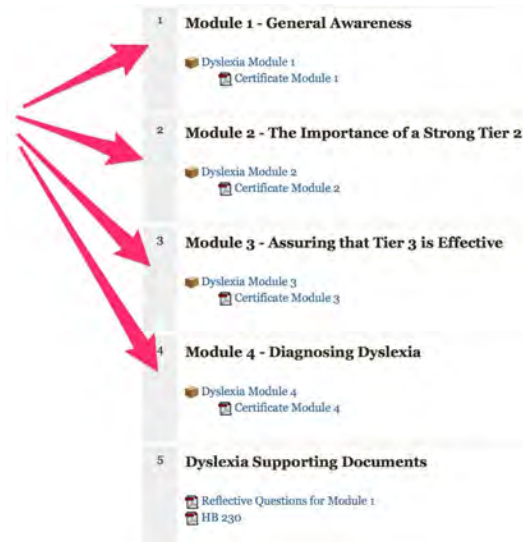 1 Module 1 - General Awareness
Dyslexia Module 1
Certificate Module 1
2 Module 2 - The Importance of a Strong Tier 2
Dyslexia Module 2
Certificate Module 2
3 Module 3 - Assuring that Tier 3 is Effective
Dyslexia Module 3
Certificate Module 3
4 Module 4 - Diagnosing Dyslexia
Dyslexia Module 4
Certificate Module 4
5 Dyslexia Supporting Documents
Reflective Questions for Module 1
HB 230